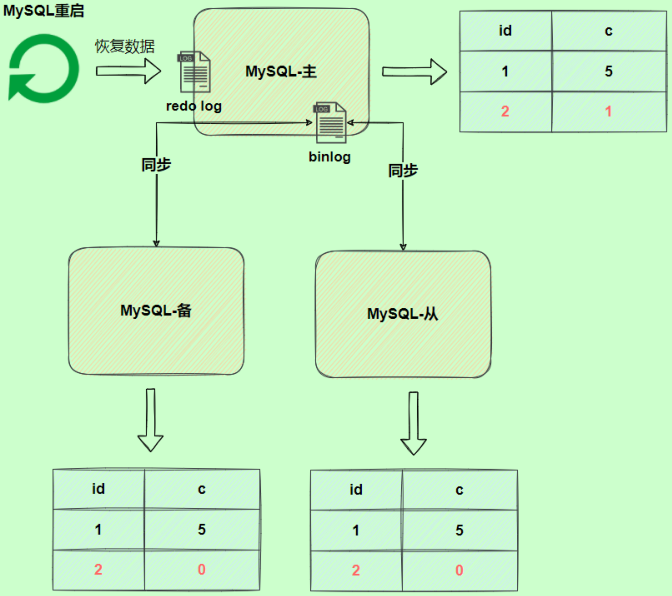 MySQL重启
恢复数据
LOG
redo log
MySQL-主
id c
1 5
2 1
LOG
binlog
同步
同步
MySQL-备
MySQL-从
id c
1 5
2 0
id c
1 5
2 0